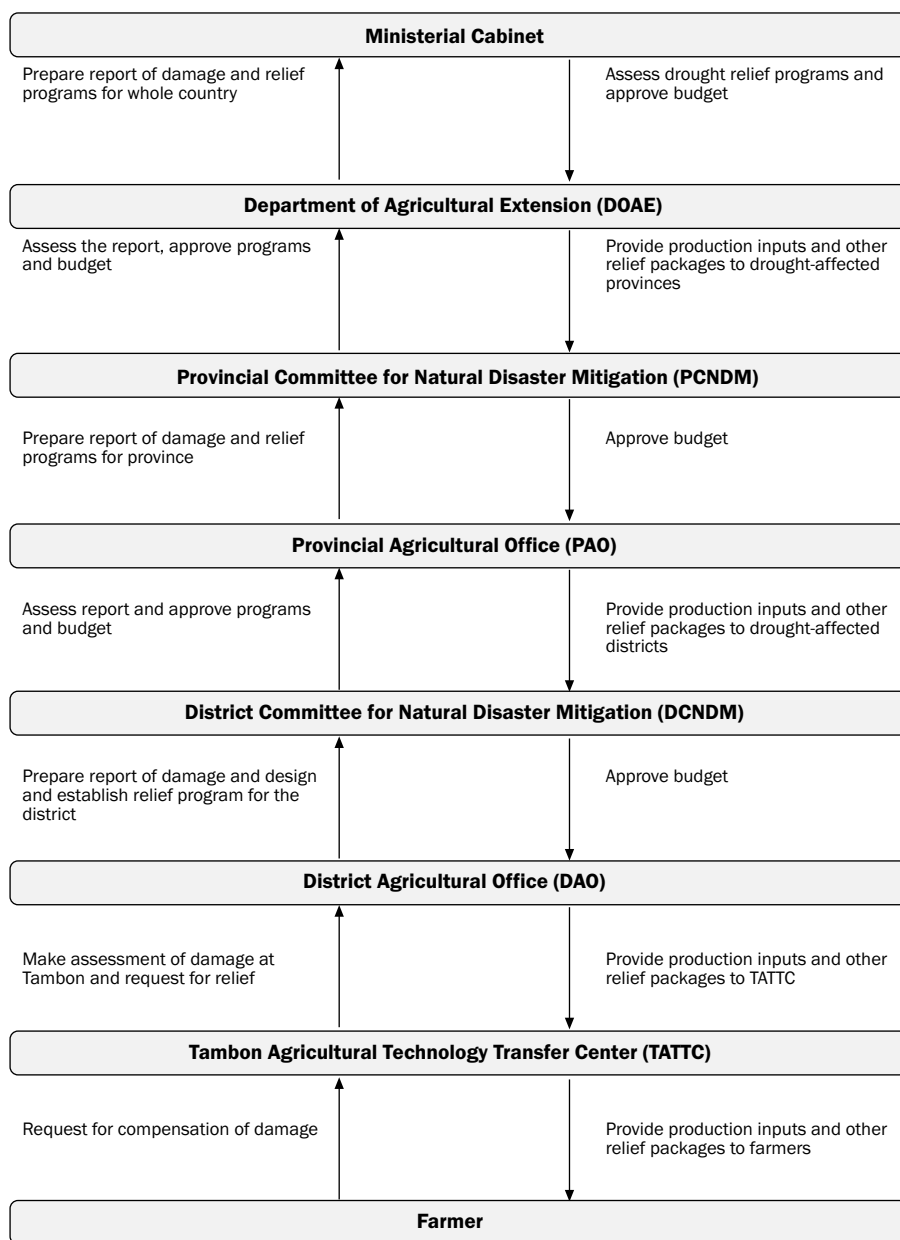 Ministerial Cabinet
Prepare report of damage and relief
programs for whole country
Assess drought relief programs and
approve budget
Department of Agricultural Extension (DOAE)
Assess the report, approve programs
and budget
Provide production inputs and other
relief packages to drought-affected
provinces
Provincial Committee for Natural Disaster Mitigation (PCNDM)
Prepare report of damage and relief
programs for province
Approve budget
Provincial Agricultural Office (PAO)
Assess report and approve programs
and budget
Provide production inputs and other
relief packages to drought-affected
districts
District Committee for Natural Disaster Mitigation (DCNDM)
Prepare report of damage and design
and establish relief program for the
district
Approve budget
District Agricultural Office (DAO)
Make assessment of damage at
Tambon and request for relief
Provide production inputs and other
relief packages to TATTC
Tambon Agricultural Technology Transfer Center (TATTC)
Request for compensation of damage
Provide production inputs and other
relief packages to farmers
Farmer